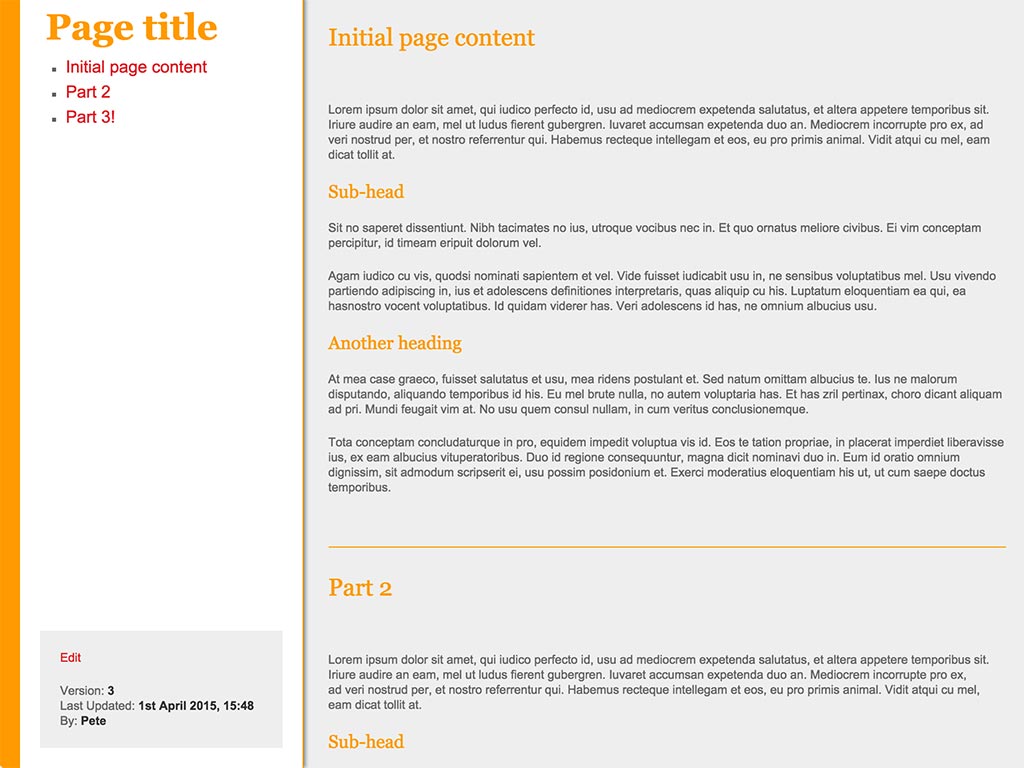 Page title
Initial page content
Part 2
Part 3!
Edit
Version: 3
Last Updated: 1st April 2015, 15:48
By: Pete
Initial page content
Lorem ipsum dolor sit amet, qui iudico perfecto id, usu ad mediocrem expetenda salutatus, et altera appetere temporibus sit.
Iriure audire an eam, mel ut ludus fierent gubergren. Iuvaret accumsan expetenda duo an. Mediocrem incorrupte pro ex, ad
veri nostrud per, et nostro referrentur qui. Habemus recteque intellegam et eos, eu pro primis animal. Vidit atqui cu mel, eam
dicat tollit at.
Sub-head
Sit no saperet dissentiunt. Nibh tacimates no ius, utroque vocibus nec in. Et quo ornatus meliore civibus. Ei vim conceptam
percipitur, id timeam eripuit dolorum vel.
Agam iudico cu vis, quodsi nominati sapientem et vel. Vide fuisset iudicabit usu in, ne sensibus voluptatibus mel. Usu vivendo
partiendo adipiscing in, ius et adolescens definitiones interpretaris, quas aliquip cu his. Luptatum eloquentiam ea qui, ea
hasnostro vocent voluptatibus. Id quidam viderer has. Veri adolescens id has, ne omnium albucius usu.
Another heading
At mea case graeco, fuisset salutatus et usu, mea ridens postulant et. Sed natum omittam albucius te. Ius ne malorum
disputando, aliquando temporibus id his. Eu mel brute nulla, no autem voluptaria has. Et has zril pertinax, choro dicant aliquam
ad pri. Mundi feugait vim at. No usu quem consul nullam, in cum veritus conclusionemque.
Tota conceptam concludaturque in pro, equidem impedit voluptua vis id. Eos te tation propriae, in placerat imperdiet liberavisse
ius, ex eam albucius vituperatoribus. Duo id regione consequuntur, magna dicit nominavi duo in. Eum id oratio omnium
dignissim, sit admodum scripserit ei, usu possim posidonium et. Exerci moderatius eloquentiam his ut, ut cum saepe doctus
temporibus.
Part 2
Lorem ipsum dolor sit amet, qui iudico perfecto id, usu ad mediocrem expetenda salutatus, et altera appetere temporibus sit.
Iriure audire an eam, mel ut ludus fierent gubergren. Iuvaret accumsan expetenda duo an. Mediocrem incorrupte pro ex,
ad veri nostrud per, et nostro referrentur qui. Habemus recteque intellegam et eos, eu pro primis animal. Vidit atqui cu mel,
eam dicat tollit at.
Sub-head